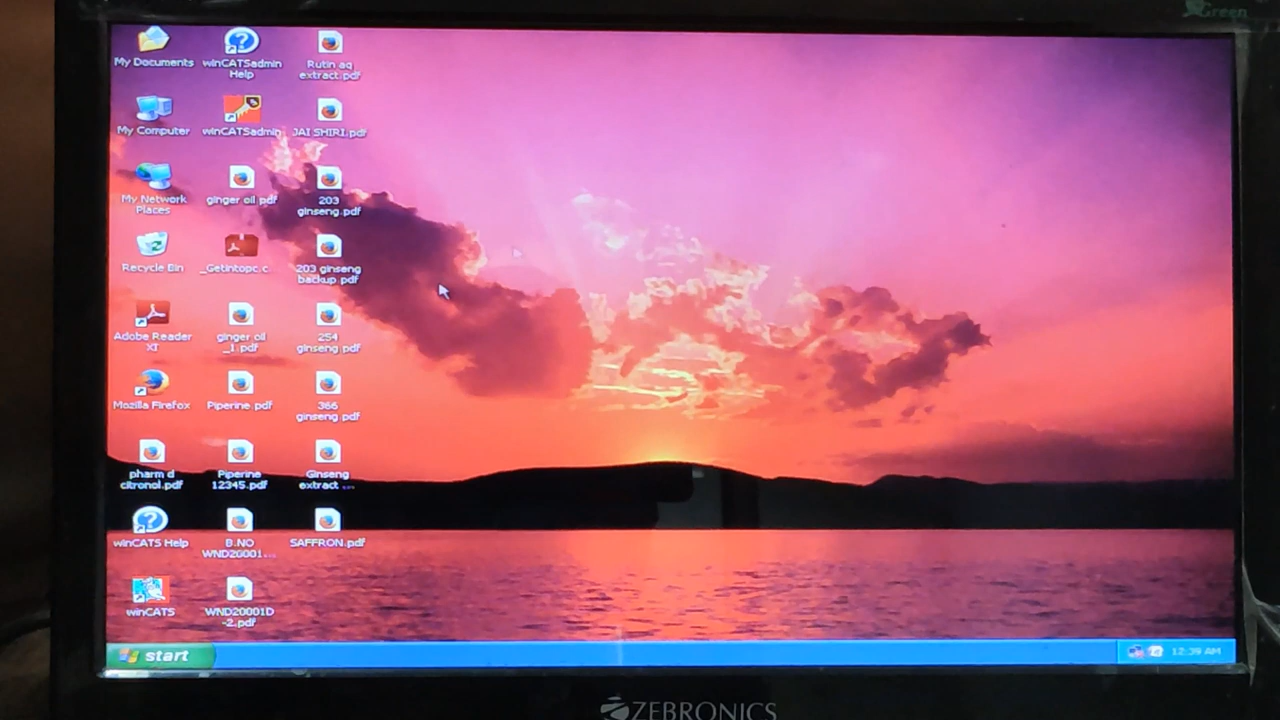 Green
My Documents
winCATSadmin
Help
Rutin aq
extract.pdf
My Computer
winCATSadmin
JAI SHIRI.pdf
My Network
Places
ginger oil.pdf
203
ginseng.pdf
Recycle Bin
_Getintopc.c...
203 ginseng
backup.pdf
Adobe Reader
XI
ginger oil
_1.pdf
254
ginseng.pdf
Mozilla Firefox
Piperine.pdf
366
ginseng.pdf
pharm d
citronol.pdf
Piperine
12345.pdf
Ginseng
extract ...
winCATS Help
B.NO
WND20001...
SAFFRON.pdf
winCATS
WND20001D
-2.pdf
start
12:39 AM
ZEBRONICS